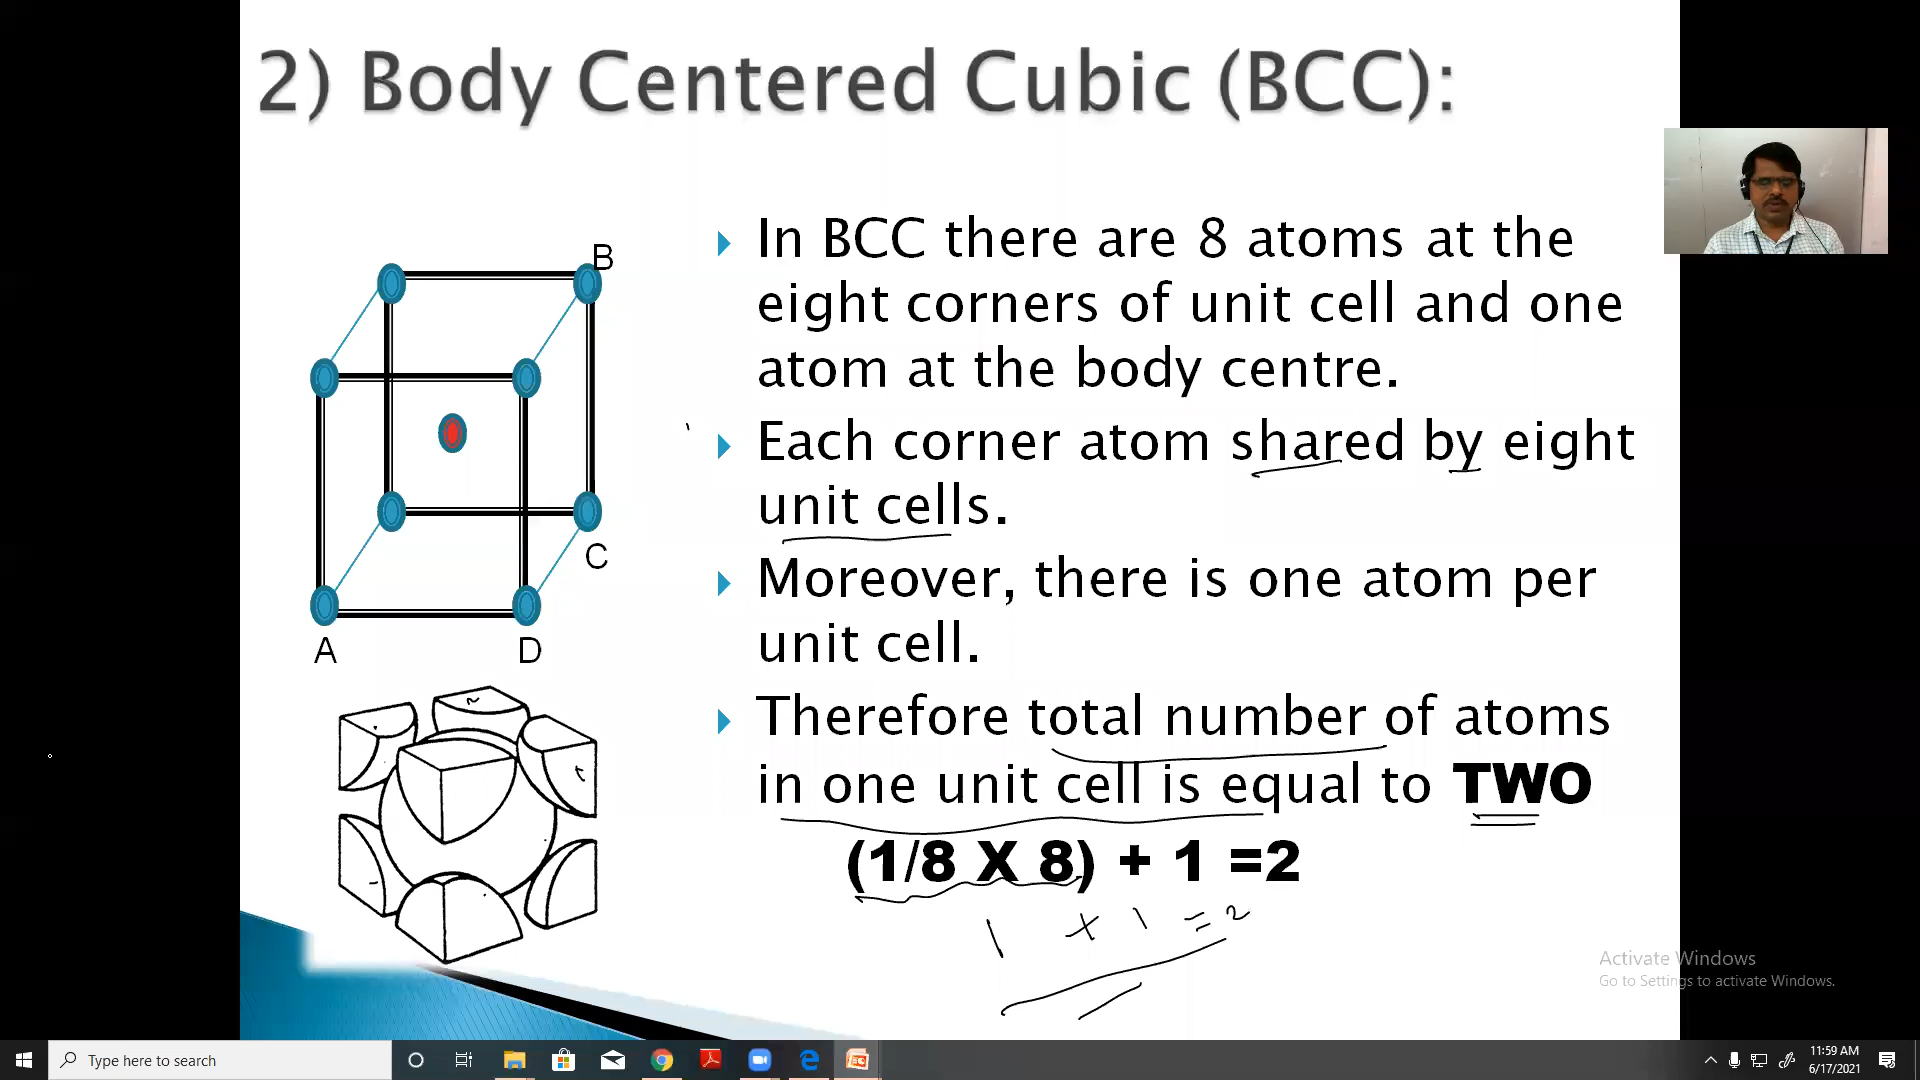 2) Body Centered Cubic (BCC):
B
C
A
D
In BCC there are 8 atoms at the
eight corners of unit cell and one
atom at the body centre.
Each corner atom shared by eight
unit cells.
Moreover, there is one atom per
unit cell.
Therefore total number of atoms
in one unit cell is equal to TWO
(1/8 X 8) + 1 =2
1 + 1 = 2
Activate Windows
Go to Settings to activate Windows.
Type here to search
11:59 AM
6/17/2021